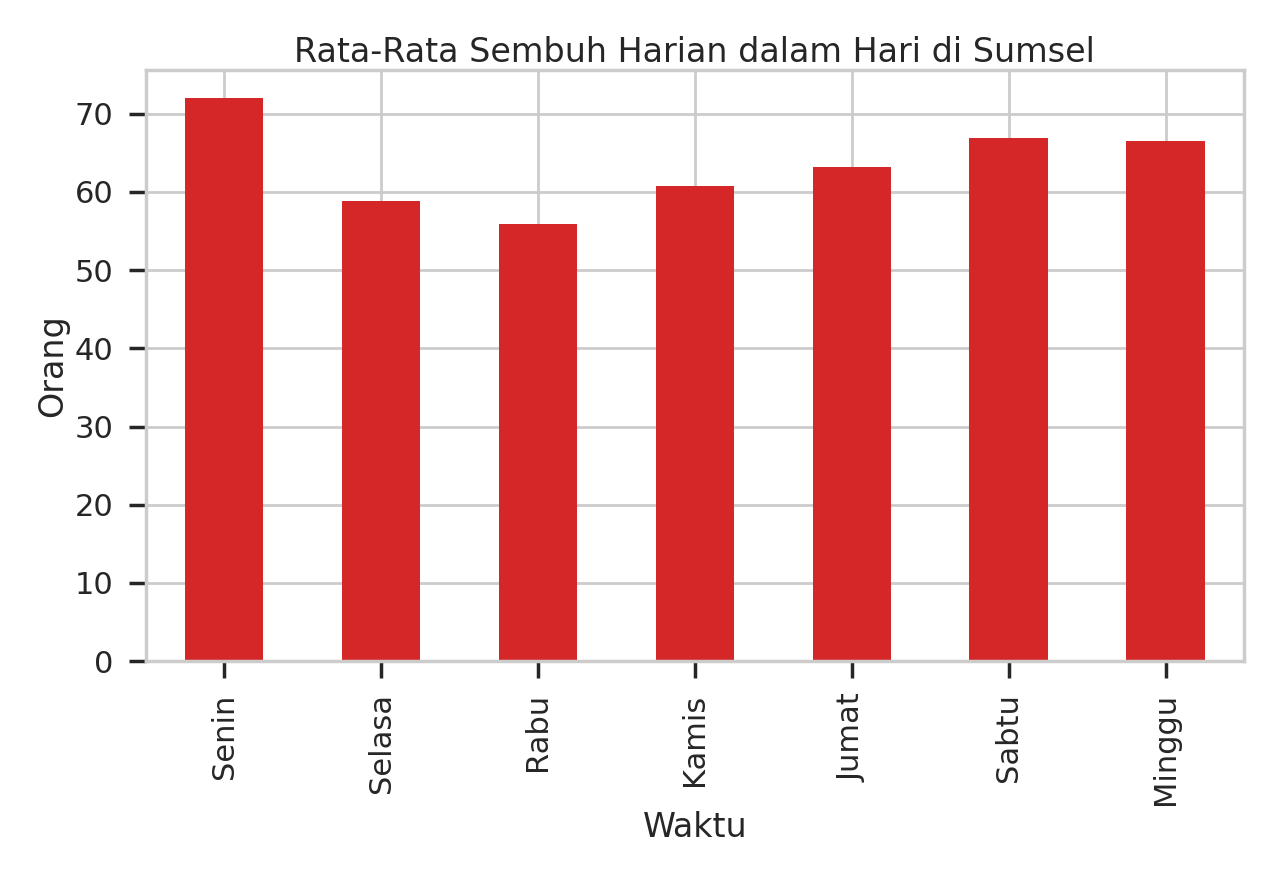 Rata-Rata Sembuh Harian dalam Hari di Sumsel
Orang
70
60
50
40
30
20
10
0
Senin
Selasa
Rabu
Kamis
Jumat
Sabtu
Minggu
Waktu